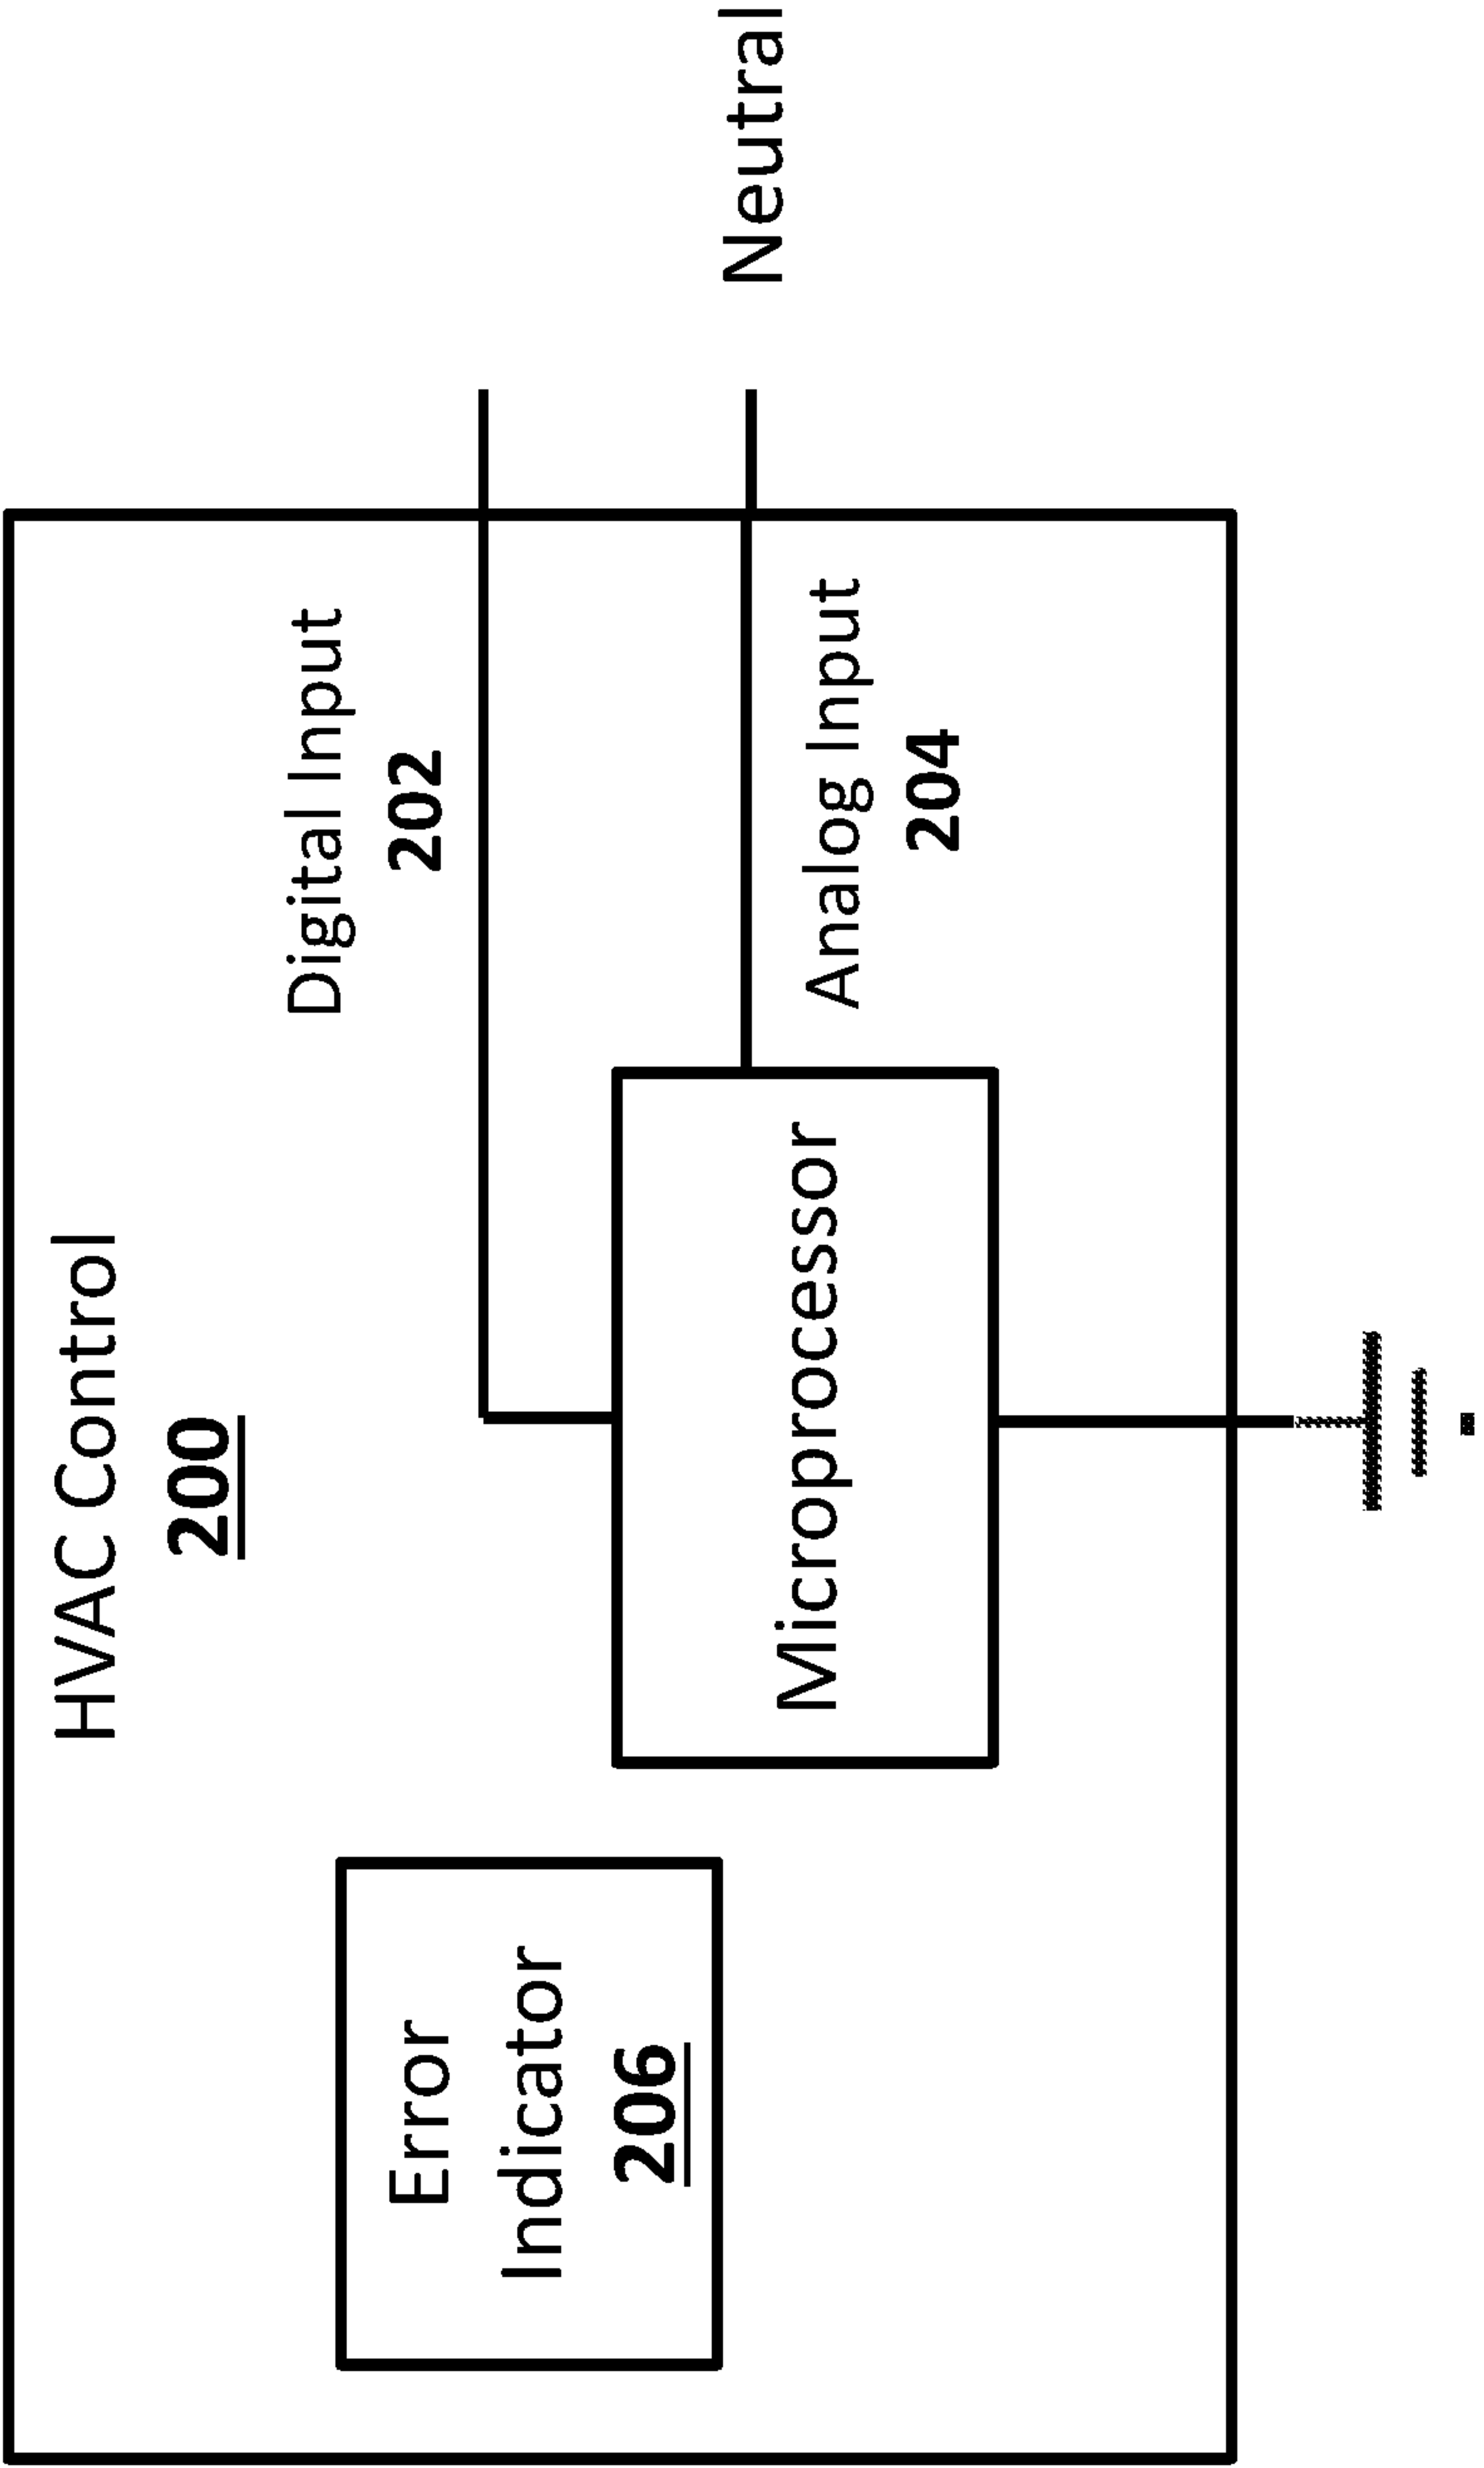 HVAC Control
200
Digital Input
202
Neutral
Analog Input
204
Microprocessor
Error
Indicator
206